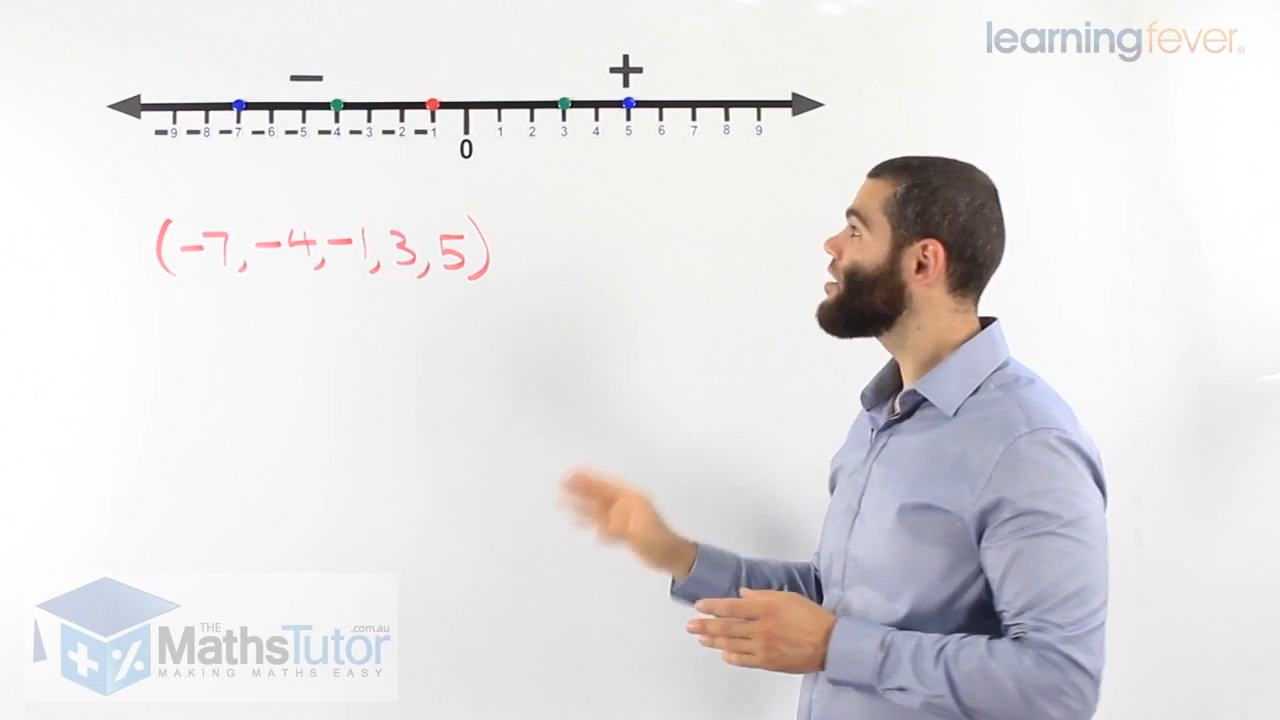 learningfever®
− +
-9 -8 -7 -6 -5 -4 -3 -2 -1 0 1 2 3 4 5 6 7 8 9
(-7, -4, -1, 3, 5)
THE
MathsTutor.com.au
MAKING MATHS EASY